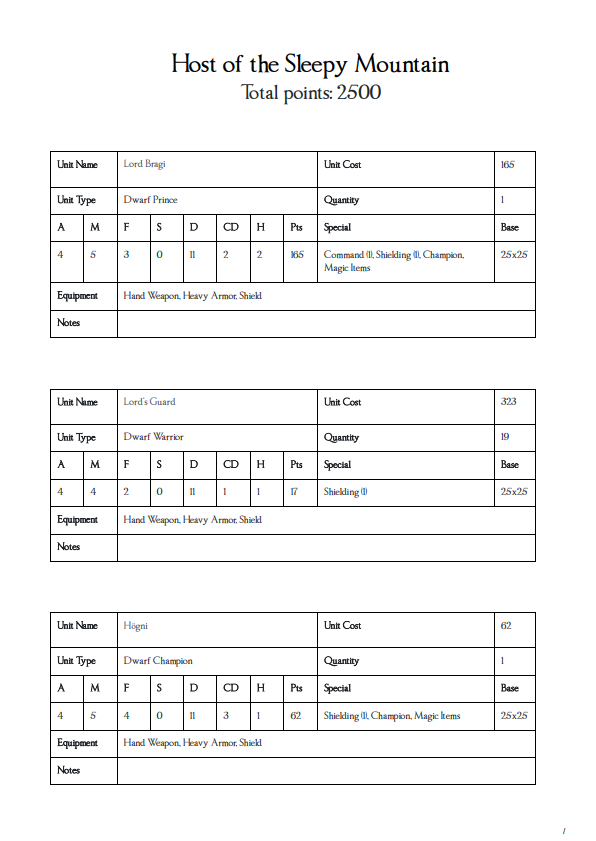 Host of the Sleepy Mountain
Total points: 2500
Unit Name Lord Bragi Unit Cost 165
Unit Type Dwarf Prince Quantity 1
A M F S D CD H Pts Special Base
4 5 3 0 11 2 2 165 Command (1), Shielding (1), Champion, 25x25
Magic Items
Equipment Hand Weapon, Heavy Armor, Shield
Notes
Unit Name Lord's Guard Unit Cost 323
Unit Type Dwarf Warrior Quantity 19
A M F S D CD H Pts Special Base
4 4 2 0 11 1 1 17 Shielding (1) 25x25
Equipment Hand Weapon, Heavy Armor, Shield
Notes
Unit Name Högni Unit Cost 62
Unit Type Dwarf Champion Quantity 1
A M F S D CD H Pts Special Base
4 5 4 0 11 3 1 62 Shielding (1), Champion, Magic Items 25x25
Equipment Hand Weapon, Heavy Armor, Shield
Notes
1